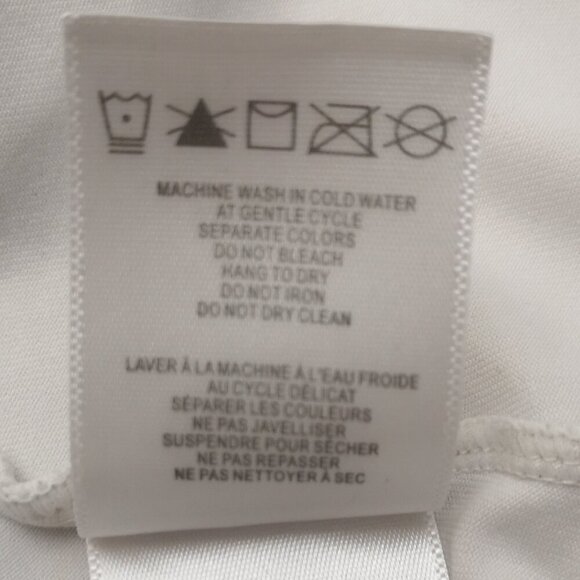 MACHINE WASH IN COLD WATER
AT GENTLE CYCLE
SEPARATE COLORS
DO NOT BLEACH
HANG TO DRY
DO NOT IRON
DO NOT DRY CLEAN
LAVER À LA MACHINE À L'EAU FROIDE
AU CYCLE DÉLICAT
SÉPARER LES COULEURS
NE PAS JAVELLISER
SUSPENDRE POUR SÉCHER
NE PAS REPASSER
NE PAS NETTOYER À SEC